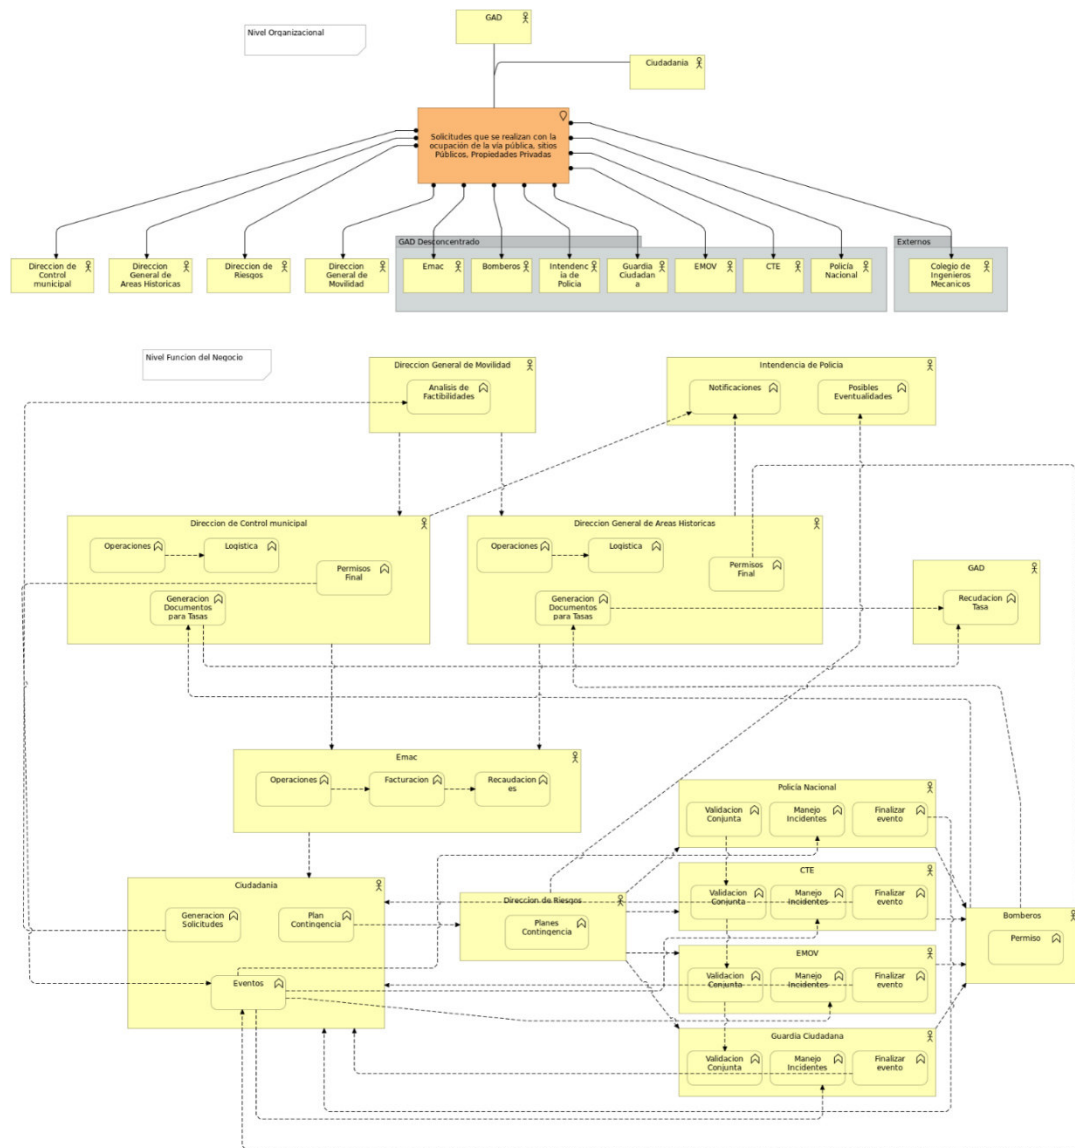 Nivel Organizacional
GAD
Ciudadania
Solicitudes que se realizan con la
ocupación de la vía pública, sitios
Públicos, Propiedades Privadas
GAD Desconcentrado
Externos
Direccion de
Control
municipal
Direccion
General de
Areas Historicas
Direccion de
Riesgos
Direccion
General de
Movilidad
Emac
Bomberos
Intendenc
ia de
Policia
Guardia
Ciudadan
a
EMOV
CTE
Policía
Nacional
Colegio de
Ingenieros
Mecanicos
Nivel Funcion del Negocio
Direccion General de Movilidad
Analisis de
Factibilidades
Intendencia de Policia
Notificaciones
Posibles
Eventualidades
Direccion de Control municipal
Operaciones
Logistica
Permisos
Final
Generacion
Documentos
para Tasas
Direccion General de Areas Historicas
Operaciones
Logistica
Permisos
Final
Generacion
Documentos
para Tasas
GAD
Recudacion
Tasa
Emac
Operaciones
Facturacion
Recaudacion
es
Policia Nacional
Validacion
Conjunta
Manejo
Incidentes
Finalizar
evento
Ciudadania
Generacion
Solicitudes
Plan
Contingencia
Eventos
Direccion de Riesgos
Planes
Contingencia
CTE
Validacion
Conjunta
Manejo
Incidentes
Finalizar
evento
Bomberos
Permiso
EMOV
Validacion
Conjunta
Manejo
Incidentes
Finalizar
evento
Guardia Ciudadana
Validacion
Conjunta
Manejo
Incidentes
Finalizar
evento